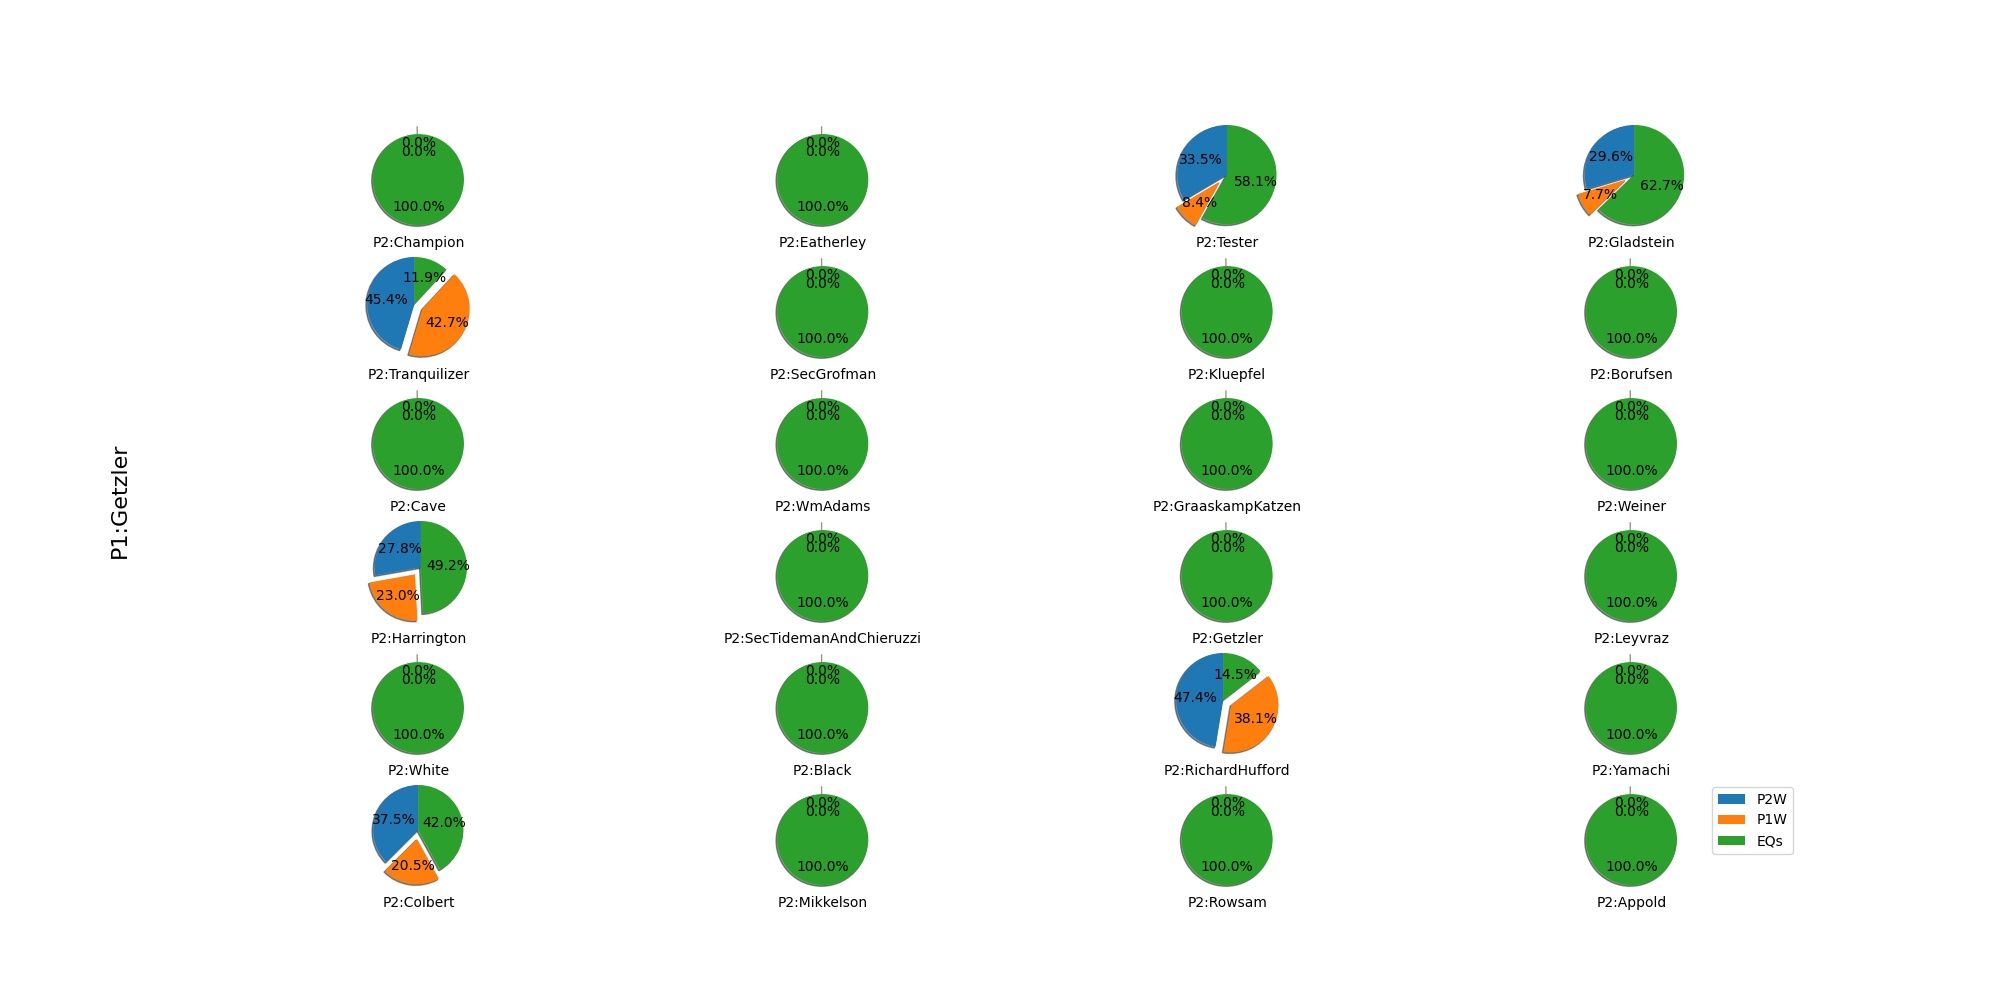 P1:Getzler
0.0%
0.0%
100.0%
P2:Champion
0.0%
0.0%
100.0%
P2:Eatherley
33.5%
8.4%
58.1%
P2:Tester
29.6%
7.7%
62.7%
P2:Gladstein
45.4%
42.7%
11.9%
P2:Tranquilizer
0.0%
0.0%
100.0%
P2:SecGrofman
0.0%
0.0%
100.0%
P2:Kluepfel
0.0%
0.0%
100.0%
P2:Borufsen
0.0%
0.0%
100.0%
P2:Cave
0.0%
0.0%
100.0%
P2:WmAdams
0.0%
0.0%
100.0%
P2:GraaskampKatzen
0.0%
0.0%
100.0%
P2:Weiner
27.8%
23.0%
49.2%
P2:Harrington
0.0%
0.0%
100.0%
P2:SecTidemanAndChieruzzi
0.0%
0.0%
100.0%
P2:Getzler
0.0%
0.0%
100.0%
P2:Leyvraz
0.0%
0.0%
100.0%
P2:White
0.0%
0.0%
100.0%
P2:Black
47.4%
38.1%
14.5%
P2:RichardHufford
0.0%
0.0%
100.0%
P2:Yamachi
37.5%
20.5%
42.0%
P2:Colbert
0.0%
0.0%
100.0%
P2:Mikkelson
0.0%
0.0%
100.0%
P2:Rowsam
0.0%
0.0%
100.0%
P2:Appold
P2W
P1W
EQs